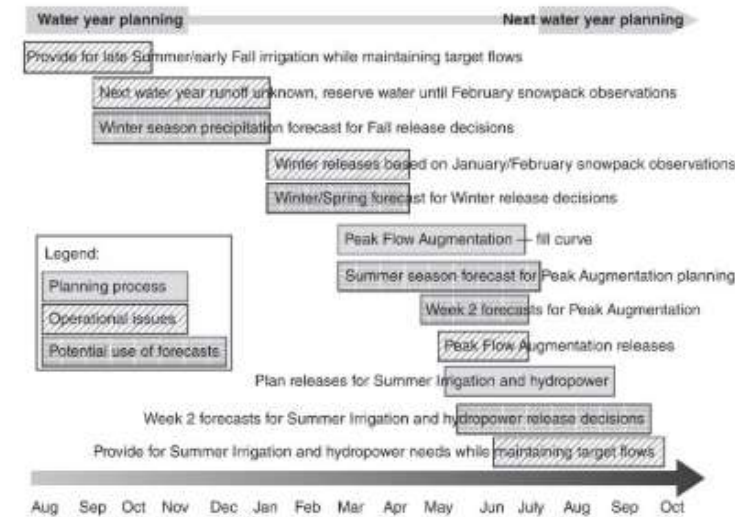 Water year planning
Next water year planning
Provide for late Summer/early Fall irrigation while maintaining target flows
Next water year runoff unknown, reserve water until February snowpack observations
Winter season precipitation forecast for Fall release decisions
Winter releases based on January/February snowpack observations
Winter/Spring forecast for Winter release decisions
Peak Flow Augmentation — fill curve
Summer season forecast for Peak Augmentation planning
Week 2 forecasts for Peak Augmentation
Peak Flow Augmentation releases
Plan releases for Summer Irrigation and hydropower
Week 2 forecasts for Summer Irrigation and hydropower release decisions
Provide for Summer Irrigation and hydropower needs while maintaining target flows
Legend:
Planning process
Operational issues
Potential use of forecasts
Aug Sep Oct Nov Dec Jan Feb Mar Apr May Jun July Aug Sep Oct